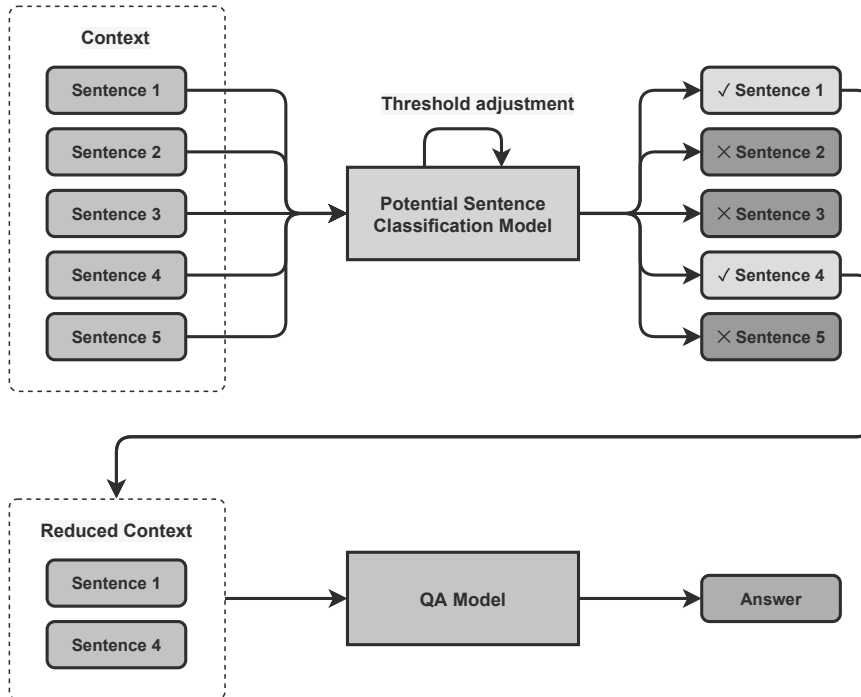 Context
Sentence 1
Sentence 2
Sentence 3
Sentence 4
Sentence 5
Threshold adjustment
Potential Sentence
Classification Model
✓ Sentence 1
✕ Sentence 2
✕ Sentence 3
✓ Sentence 4
✕ Sentence 5
Reduced Context
Sentence 1
Sentence 4
QA Model
Answer